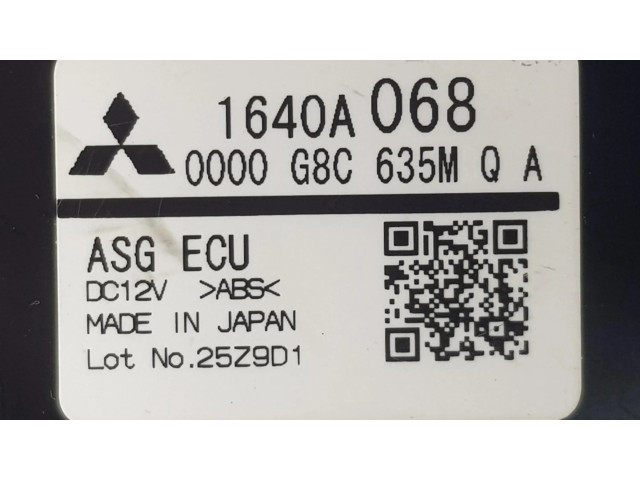 1640A 068
0000 G8C 635M Q A
ASG ECU
DC12V >ABS<
MADE IN JAPAN
Lot No.25Z9D1